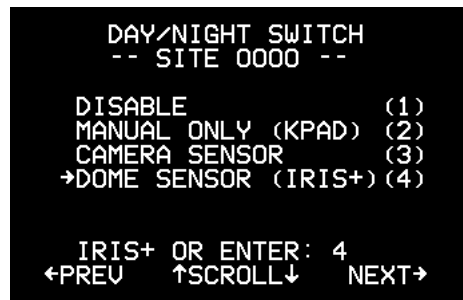 DAY/NIGHT SWITCH
-- SITE 0000 --
DISABLE (1)
MANUAL ONLY (KPAD) (2)
CAMERA SENSOR (3)
→DOME SENSOR (IRIS+)(4)
IRIS+ OR ENTER: 4
←PREV ↑SCROLL↓ NEXT→